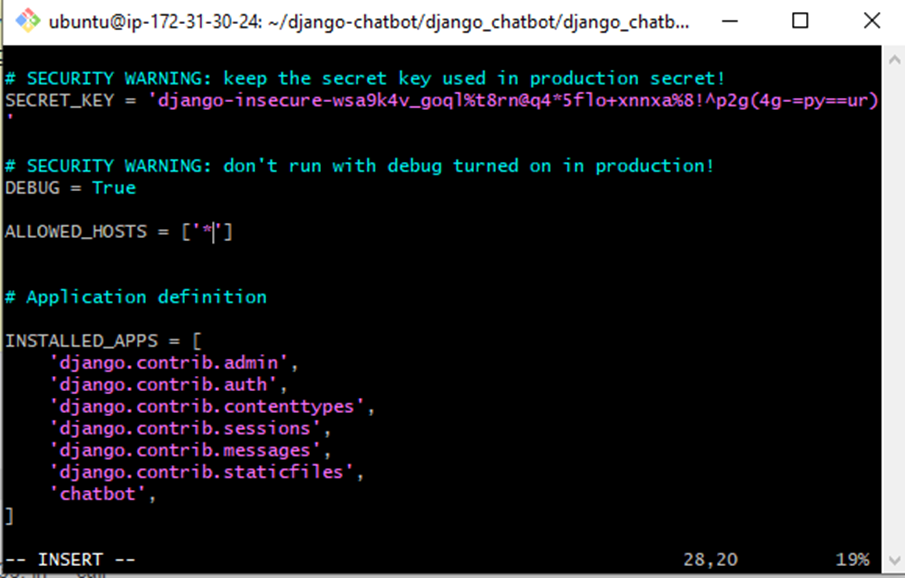 ubuntu@ip-172-31-30-24: ~/django-chatbot/django_chatbot/django_chatb...
# SECURITY WARNING: keep the secret key used in production secret!
SECRET_KEY = 'django-insecure-wsa9k4v_goql%t8rn@q4*5flo+xnnxa%8!^p2g(4g-=py==ur)
'
# SECURITY WARNING: don't run with debug turned on in production!
DEBUG = True
ALLOWED_HOSTS = ['*']
# Application definition
INSTALLED_APPS = [
    'django.contrib.admin',
    'django.contrib.auth',
    'django.contrib.contenttypes',
    'django.contrib.sessions',
    'django.contrib.messages',
    'django.contrib.staticfiles',
    'chatbot',
]
-- INSERT -- 28,20 19%